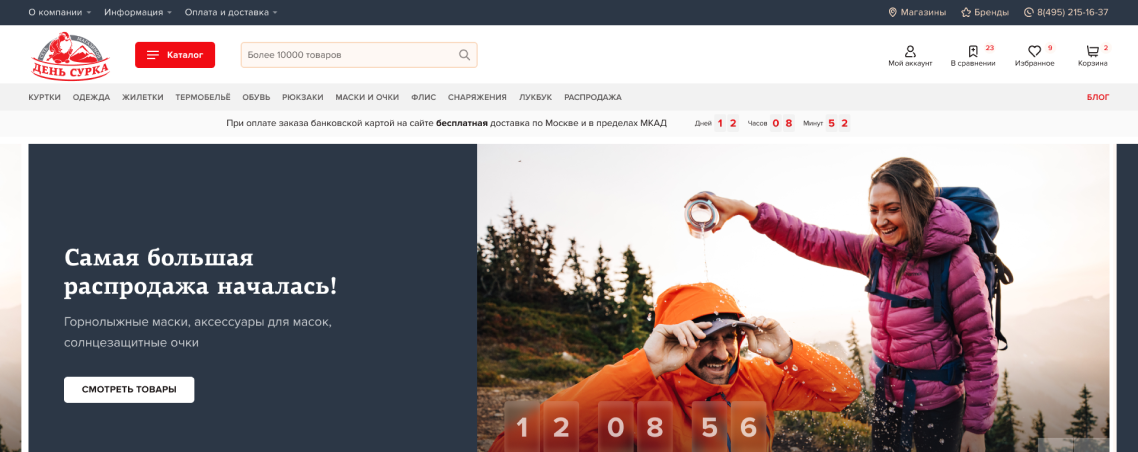 О компании Информация Оплата и доставка Магазины Бренды 8(495) 215-16-37
ДЕНЬ СУРКА
Каталог
Более 10000 товаров
23 9 2
Мой аккаунт В сравнении Избранное Корзина
КУРТКИ ОДЕЖДА ЖИЛЕТКИ ТЕРМОБЕЛЬЁ ОБУВЬ РЮКЗАКИ МАСКИ И ОЧКИ ФЛИС СНАРЯЖЕНИЯ ЛУКБУК РАСПРОДАЖА БЛОГ
При оплате заказа банковской картой на сайте бесплатная доставка по Москве и в пределах МКАД Дней 1 2 Часов 0 8 Минут 5 2
Самая большая
распродажа началась!
Горнолыжные маски, аксессуары для масок,
солнцезащитные очки
СМОТРЕТЬ ТОВАРЫ
1 2 0 8 5 6